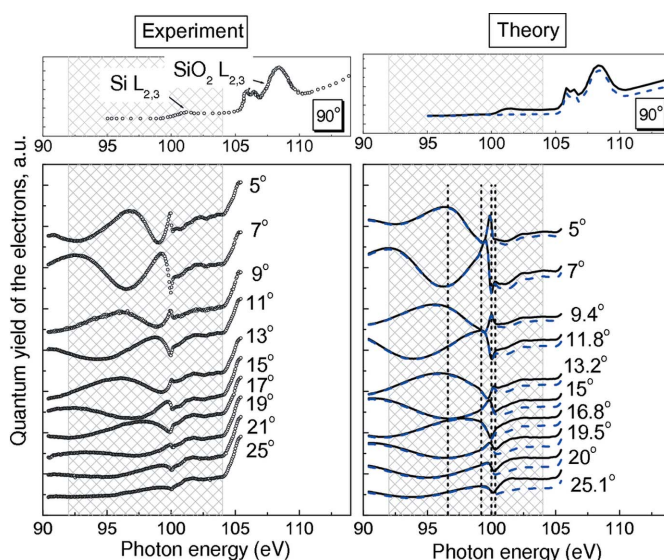 Experiment
Theory
Si L2,3
SiO2 L2,3
90°
90°
90 95 100 105 110
90 95 100 105 110
Quantum yield of the electrons, a.u.
5°
7°
9°
11°
13°
15°
17°
19°
21°
25°
5°
7°
9.4°
11.8°
13.2°
15°
16.8°
19.5°
20°
25.1°
90 95 100 105 110
90 95 100 105 110
Photon energy (eV)
Photon energy (eV)